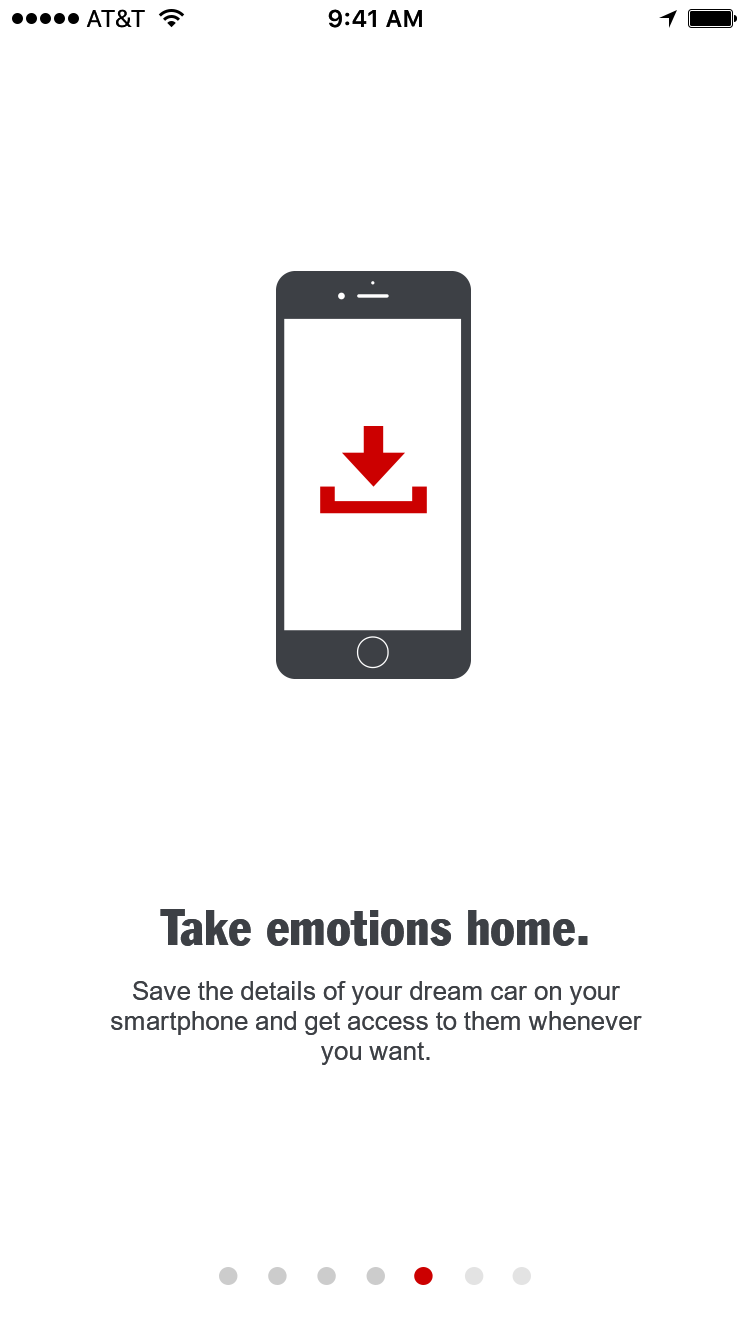 AT&T 9:41 AM
Take emotions home.
Save the details of your dream car on your
smartphone and get access to them whenever
you want.